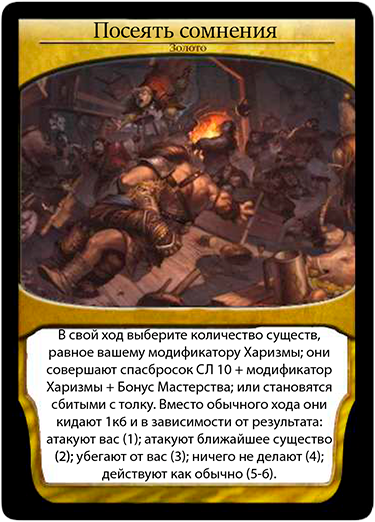 Посеять сомнения
Золото
В свой ход выберите количество существ,
равное вашему модификатору Харизмы; они
совершают спасбросок СЛ 10 + модификатор
Харизмы + Бонус Мастерства; или становятся
сбитыми с толку. Вместо обычного хода они
кидают 1к6 и в зависимости от результата:
атакуют вас (1); атакуют ближайшее существо
(2); убегают от вас (3); ничего не делают (4);
действуют как обычно (5-6).